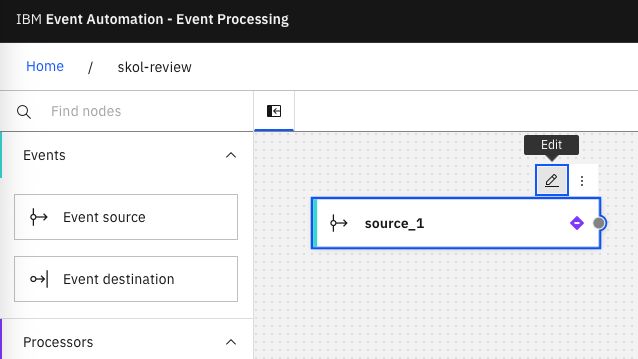 IBM Event Automation - Event Processing
Home / skol-review
Find nodes
Edit
Events
Event source
source_1
Event destination
Processors